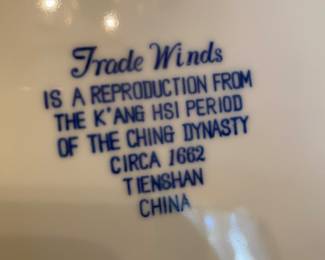 Trade Winds
IS A REPRODUCTION FROM
THE K'ANG HSI PERIOD
OF THE CHING DYNASTY
CIRCA 1662
TIENSHAN
CHINA